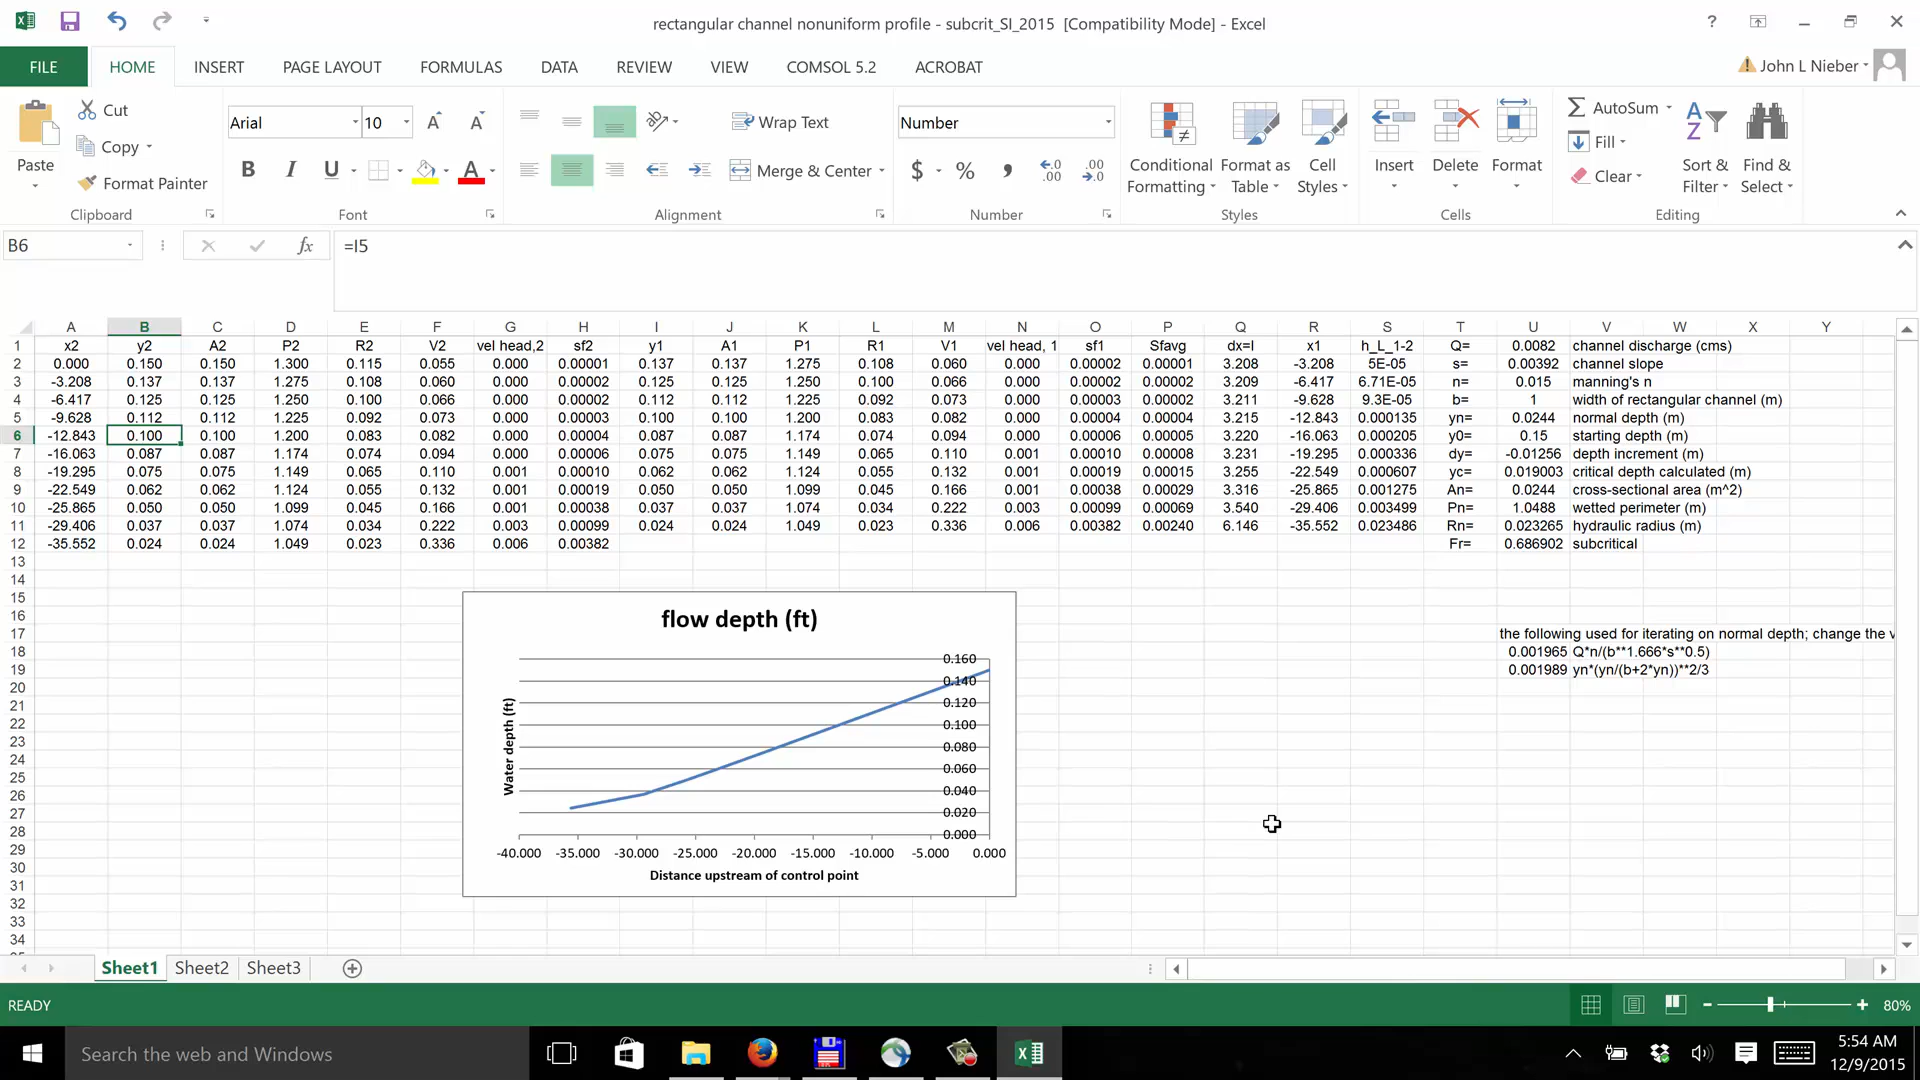 rectangular channel nonuniform profile - subcrit_SI_2015 [Compatibility Mode] - Excel
FILE HOME INSERT PAGE LAYOUT FORMULAS DATA REVIEW VIEW COMSOL 5.2 ACROBAT John L Nieber
Paste Cut Copy Format Painter Clipboard
Arial 10 B I U A Font
Wrap Text Merge & Center Alignment
Number $ % , .00 Number
Conditional Formatting Format as Table Cell Styles Styles
Insert Delete Format Cells
AutoSum Fill Clear Sort & Filter Find & Select Editing
B6 fx =I5
A B C D E F G H I J K L M N O P Q R S T U V W X Y
1 x2 y2 A2 P2 R2 V2 vel head,2 sf2 y1 A1 P1 R1 V1 vel head, 1 sf1 Sfavg dx=l x1 h_L_1-2 Q= 0.0082 channel discharge (cms)
2 0.000 0.150 0.150 1.300 0.115 0.055 0.000 0.00001 0.137 0.137 1.275 0.108 0.060 0.000 0.00002 0.00001 3.208 -3.208 5E-05 s= 0.00392 channel slope
3 -3.208 0.137 0.137 1.275 0.108 0.060 0.000 0.00002 0.125 0.125 1.250 0.100 0.066 0.000 0.00002 0.00002 3.209 -6.417 6.71E-05 n= 0.015 manning's n
4 -6.417 0.125 0.125 1.250 0.100 0.066 0.000 0.00002 0.112 0.112 1.225 0.092 0.073 0.000 0.00003 0.00002 3.211 -9.628 9.3E-05 b= 1 width of rectangular channel (m)
5 -9.628 0.112 0.112 1.225 0.092 0.073 0.000 0.00003 0.100 0.100 1.200 0.083 0.082 0.000 0.00004 0.00004 3.215 -12.843 0.000135 yn= 0.0244 normal depth (m)
6 -12.843 0.100 0.100 1.200 0.083 0.082 0.000 0.00004 0.087 0.087 1.174 0.074 0.094 0.000 0.00006 0.00005 3.220 -16.063 0.000205 y0= 0.15 starting depth (m)
7 -16.063 0.087 0.087 1.174 0.074 0.094 0.000 0.00006 0.075 0.075 1.149 0.065 0.110 0.001 0.00010 0.00008 3.231 -19.295 0.000336 dy= -0.01256 depth increment (m)
8 -19.295 0.075 0.075 1.149 0.065 0.110 0.001 0.00010 0.062 0.062 1.124 0.055 0.132 0.001 0.00019 0.00015 3.255 -22.549 0.000607 yc= 0.019003 critical depth calculated (m)
9 -22.549 0.062 0.062 1.124 0.055 0.132 0.001 0.00019 0.050 0.050 1.099 0.045 0.166 0.001 0.00038 0.00029 3.316 -25.865 0.001275 An= 0.0244 cross-sectional area (m^2)
10 -25.865 0.050 0.050 1.099 0.045 0.166 0.001 0.00038 0.037 0.037 1.074 0.034 0.222 0.003 0.00099 0.00069 3.540 -29.406 0.003499 Pn= 1.0488 wetted perimeter (m)
11 -29.406 0.037 0.037 1.074 0.034 0.222 0.003 0.00099 0.024 0.024 1.049 0.023 0.336 0.006 0.00382 0.00240 6.146 -35.552 0.023486 Rn= 0.023265 hydraulic radius (m)
12 -35.552 0.024 0.024 1.049 0.023 0.336 0.006 0.00382 Fr= 0.686902 subcritical
13
14
15
16
17 the following used for iterating on normal depth; change the v
18 0.001965 Q*n/(b**1.666*s**0.5)
19 0.001989 yn*(yn/(b+2*yn))**2/3
20
21
22
23
24
25
26
27
28
29
30
31
32
33
34
flow depth (ft)
Water depth (ft)
0.160
0.140
0.120
0.100
0.080
0.060
0.040
0.020
0.000
-40.000 -35.000 -30.000 -25.000 -20.000 -15.000 -10.000 -5.000 0.000
Distance upstream of control point
Sheet1 Sheet2 Sheet3
READY 80%
Search the web and Windows
5:54 AM
12/9/2015